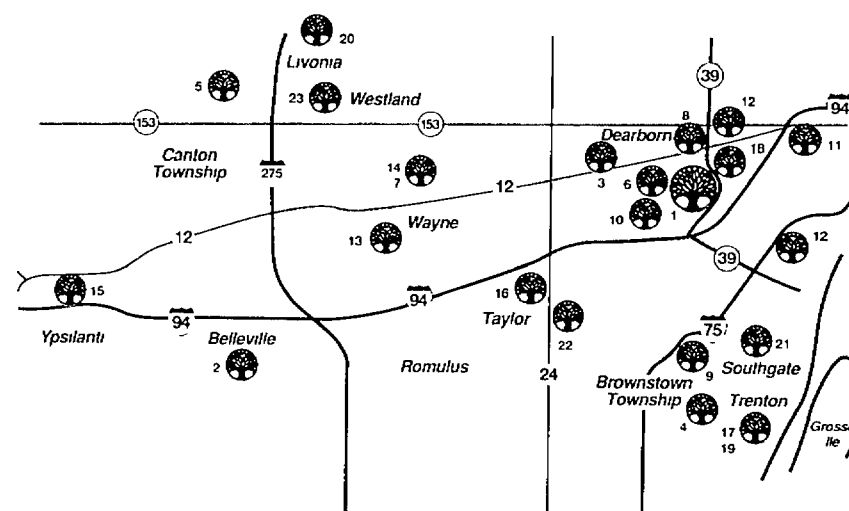 20
Livonia
5
23
Westland
39
8
12
94
153
153
Dearborn
11
Canton
Township
275
14
7
3
6
18
12
10
1
Wayne
12
13
12
39
15
16
94
94
Taylor
22
75
21
Ypsilanti
Belleville
2
Romulus
24
9
Southgate
Brownstown
Township
Trenton
4
17
19
Grosse
Ile